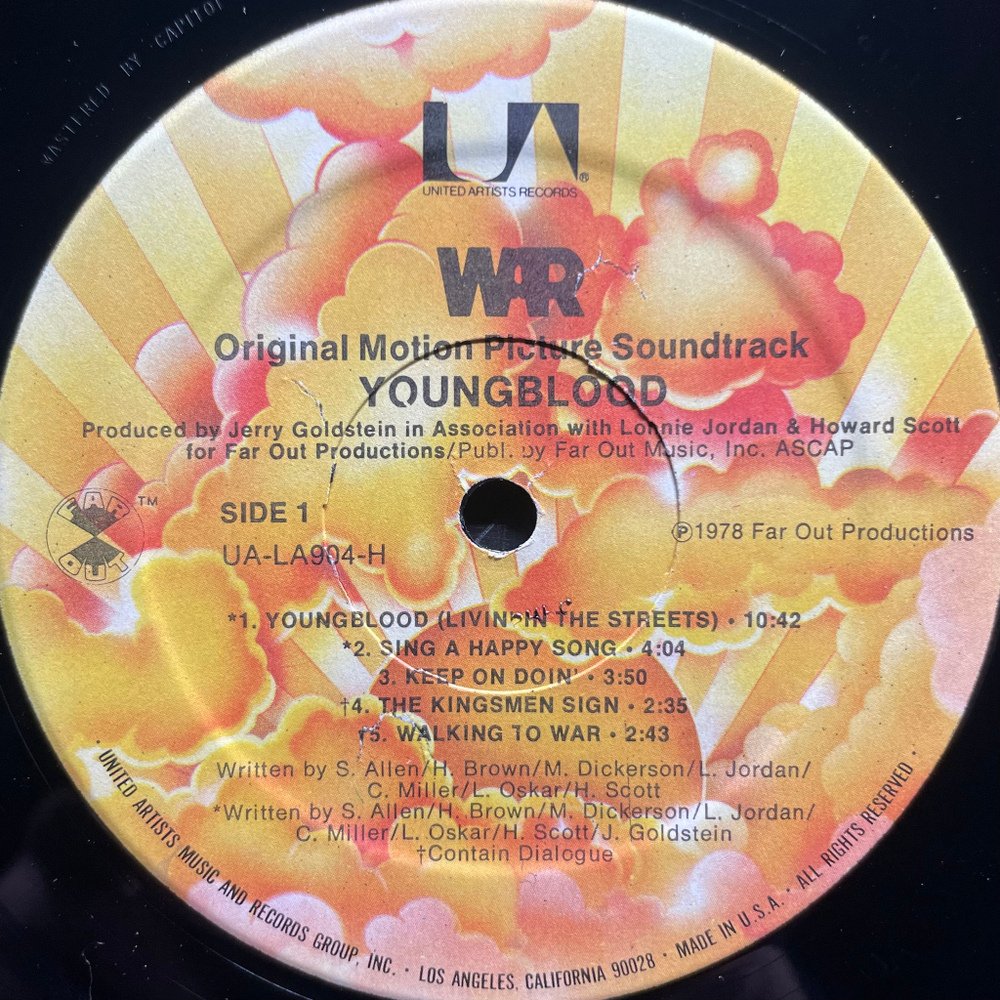 MASTERED BY CAPITOL
UA®
UNITED ARTISTS RECORDS
WAR
Original Motion Picture Soundtrack
YOUNGBLOOD
Produced by Jerry Goldstein in Association with Lonnie Jordan & Howard Scott
for Far Out Productions/Publ. by Far Out Music, Inc. ASCAP
FAR OUT ™
SIDE 1
UA-LA904-H
℗1978 Far Out Productions
*1. YOUNGBLOOD (LIVIN' IN THE STREETS) • 10:42
*2. SING A HAPPY SONG • 4:04
3. KEEP ON DOIN' • 3:50
†4. THE KINGSMEN SIGN • 2:35
†5. WALKING TO WAR • 2:43
Written by S. Allen/H. Brown/M. Dickerson/L. Jordan/
C. Miller/L. Oskar/H. Scott
*Written by S. Allen/H. Brown/M. Dickerson/L. Jordan/
C. Miller/L. Oskar/H. Scott/J. Goldstein
†Contain Dialogue
• UNITED ARTISTS MUSIC AND RECORDS GROUP, INC. • LOS ANGELES, CALIFORNIA 90028 • MADE IN U.S.A. • ALL RIGHTS RESERVED •